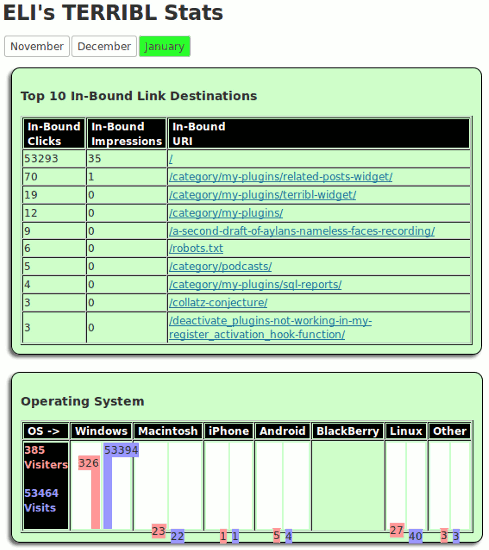 ELI's TERRIBL Stats
November December January
Top 10 In-Bound Link Destinations
In-Bound Clicks In-Bound Impressions In-Bound URI
53293 35 /
70 1 /category/my-plugins/related-posts-widget/
19 0 /category/my-plugins/terribl-widget/
12 0 /category/my-plugins/
9 0 /a-second-draft-of-aylans-nameless-faces-recording/
6 0 /robots.txt
5 0 /category/podcasts/
4 0 /category/my-plugins/sql-reports/
3 0 /collatz-conjecture/
3 0 /deactivate_plugins-not-working-in-my-
register_activation_hook-function/
Operating System
OS -> Windows Macintosh iPhone Android BlackBerry Linux Other
385 Visiters
53464 Visits
326 53394 23 22 1 1 5 4 27 40 3 3